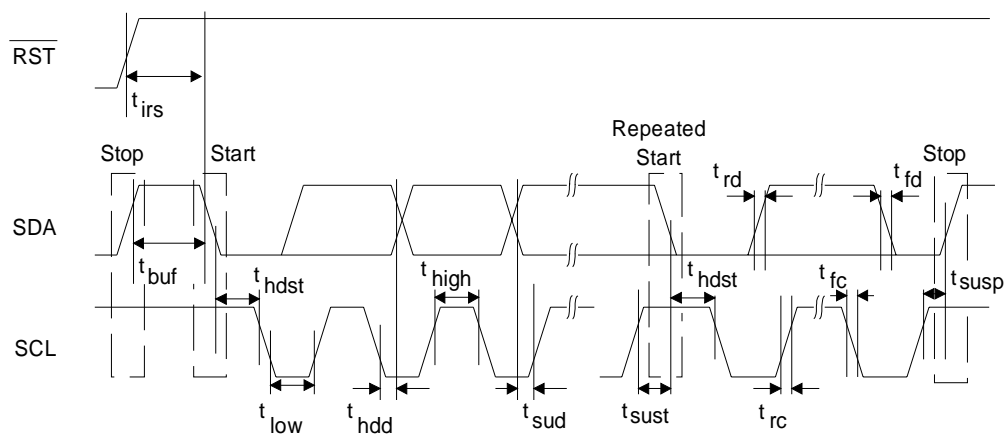 RST
t irs
Repeated
Stop Start Start Stop
t rd t fd
SDA
t buf t hdst t high t hdst t fc t susp
SCL
t low t hdd t sud t sust t rc